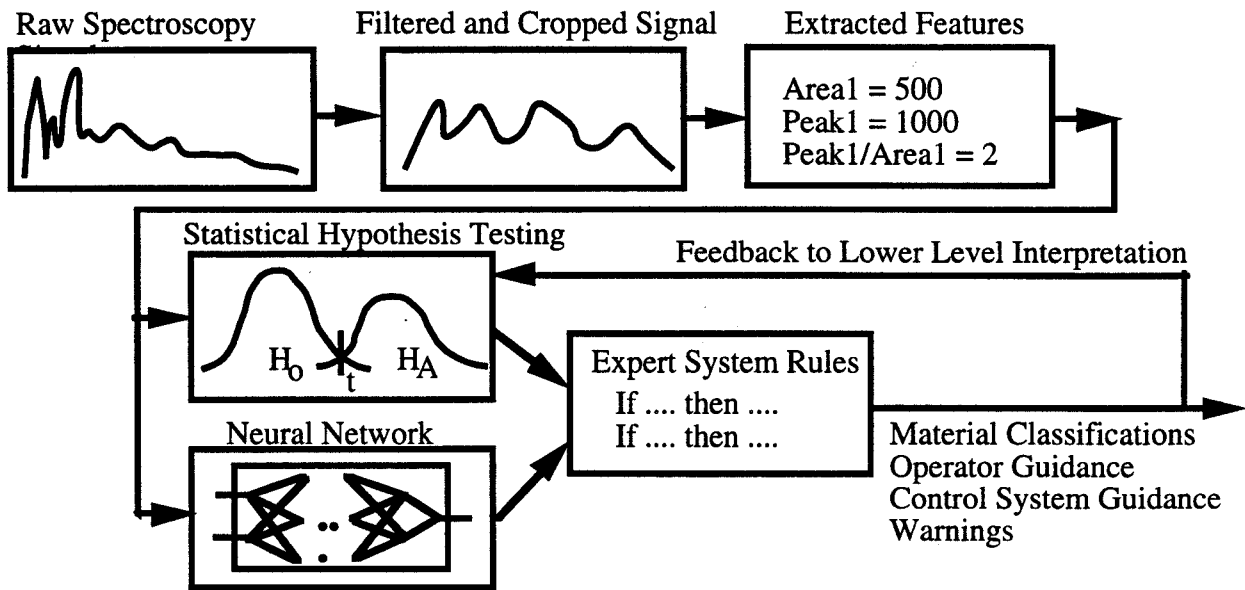 Raw Spectroscopy
Filtered and Cropped Signal
Extracted Features
Area1 = 500
Peak1 = 1000
Peak1/Area1 = 2
Statistical Hypothesis Testing
Feedback to Lower Level Interpretation
Ho
t
HA
Expert System Rules
If .... then ....
If .... then ....
Neural Network
Material Classifications
Operator Guidance
Control System Guidance
Warnings